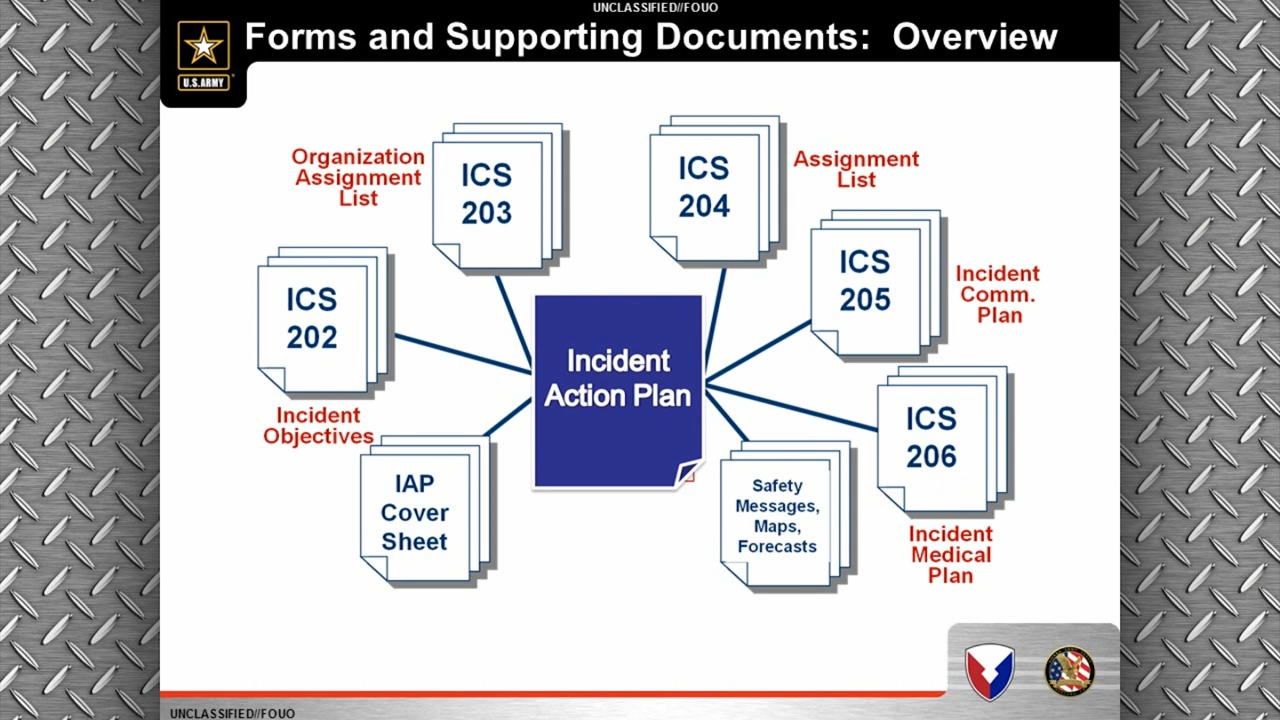 UNCLASSIFIED//FOUO
Forms and Supporting Documents: Overview
U.S.ARMY
Organization
Assignment
List
ICS
203
ICS
204
Assignment
List
ICS
202
Incident
Objectives
ICS
205
Incident
Comm.
Plan
Incident
Action Plan
ICS
206
Incident
Medical
Plan
IAP
Cover
Sheet
Safety
Messages,
Maps,
Forecasts
UNCLASSIFIED//FOUO